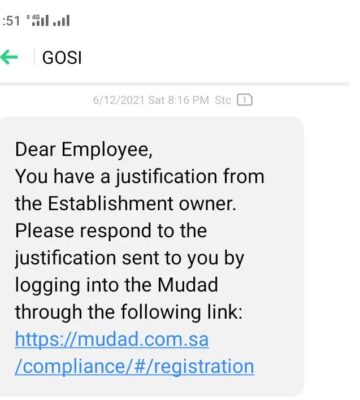 :51 4G
GOSI
6/12/2021 Sat 8:16 PM Stc 1
Dear Employee,
You have a justification from
the Establishment owner.
Please respond to the
justification sent to you by
logging into the Mudad
through the following link:
https://mudad.com.sa
/compliance/#/registration